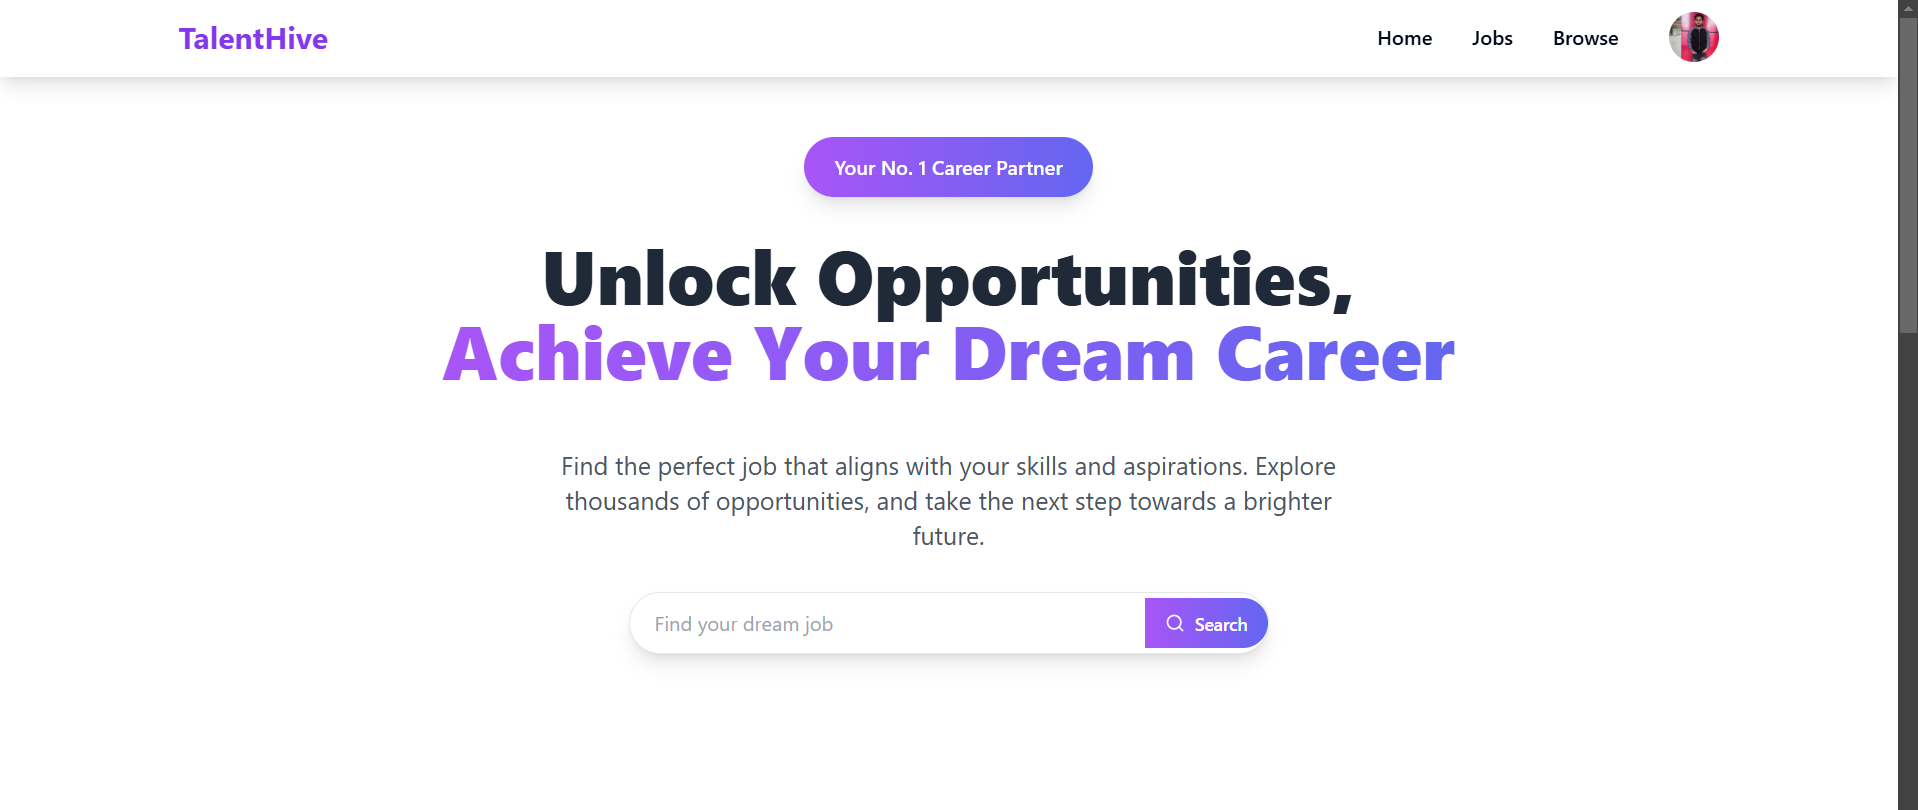 TalentHive
Home
Jobs
Browse
Your No. 1 Career Partner
Unlock Opportunities,
Achieve Your Dream Career
Find the perfect job that aligns with your skills and aspirations. Explore
thousands of opportunities, and take the next step towards a brighter
future.
Find your dream job
Search